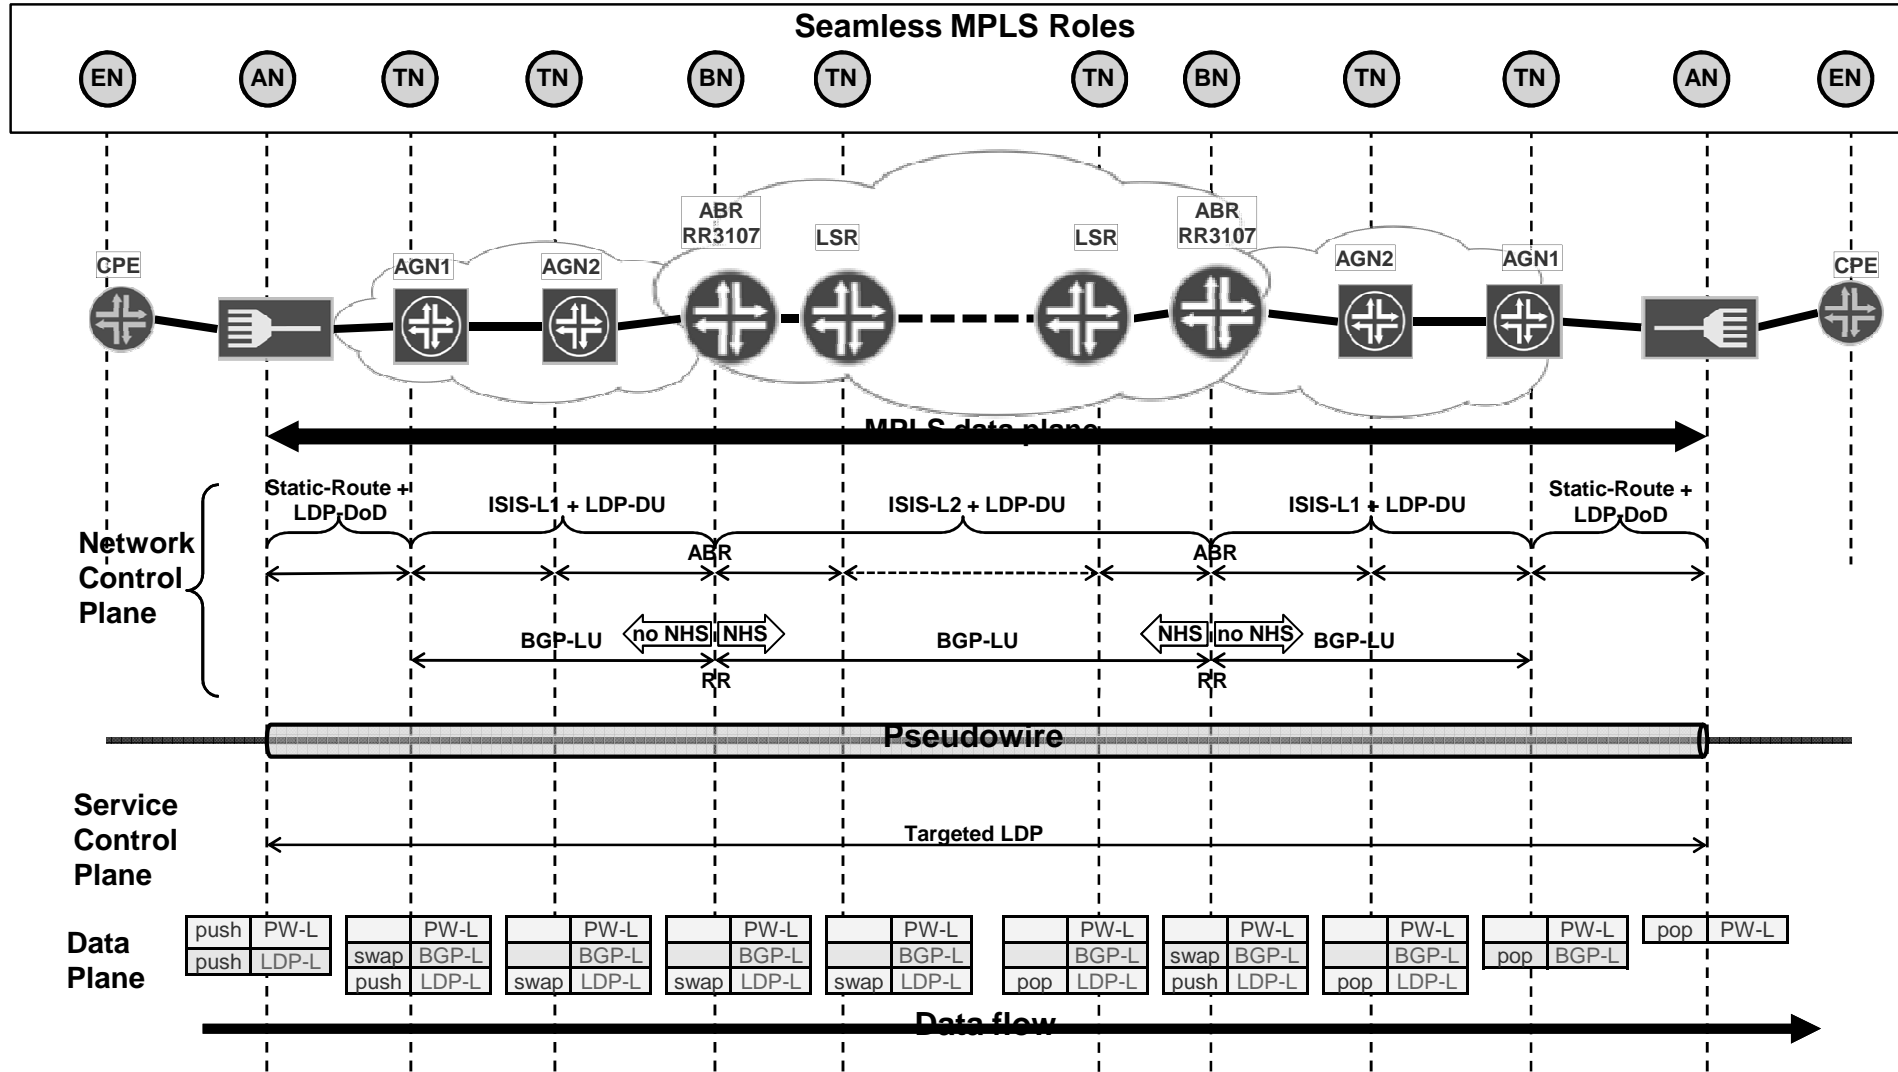 Seamless MPLS Roles
EN AN TN TN BN TN TN BN TN TN AN EN
ABR
RR3107
LSR
LSR
ABR
RR3107
CPE
AGN1
AGN2
AGN2
AGN1
CPE
MPLS data plane
Network
Control
Plane
Static-Route +
LDP-DoD
ISIS-L1 + LDP-DU
ISIS-L2 + LDP-DU
ISIS-L1 + LDP-DU
Static-Route +
LDP-DoD
ABR
ABR
BGP-LU
no NHS
NHS
BGP-LU
NHS
no NHS
BGP-LU
RR
RR
Pseudowire
Service
Control
Plane
Targeted LDP
Data
Plane
push PW-L
push LDP-L
PW-L
swap BGP-L
push LDP-L
PW-L
BGP-L
swap LDP-L
PW-L
BGP-L
swap LDP-L
PW-L
BGP-L
swap LDP-L
PW-L
BGP-L
pop LDP-L
PW-L
swap BGP-L
push LDP-L
PW-L
BGP-L
pop LDP-L
PW-L
pop BGP-L
pop PW-L
Data flow